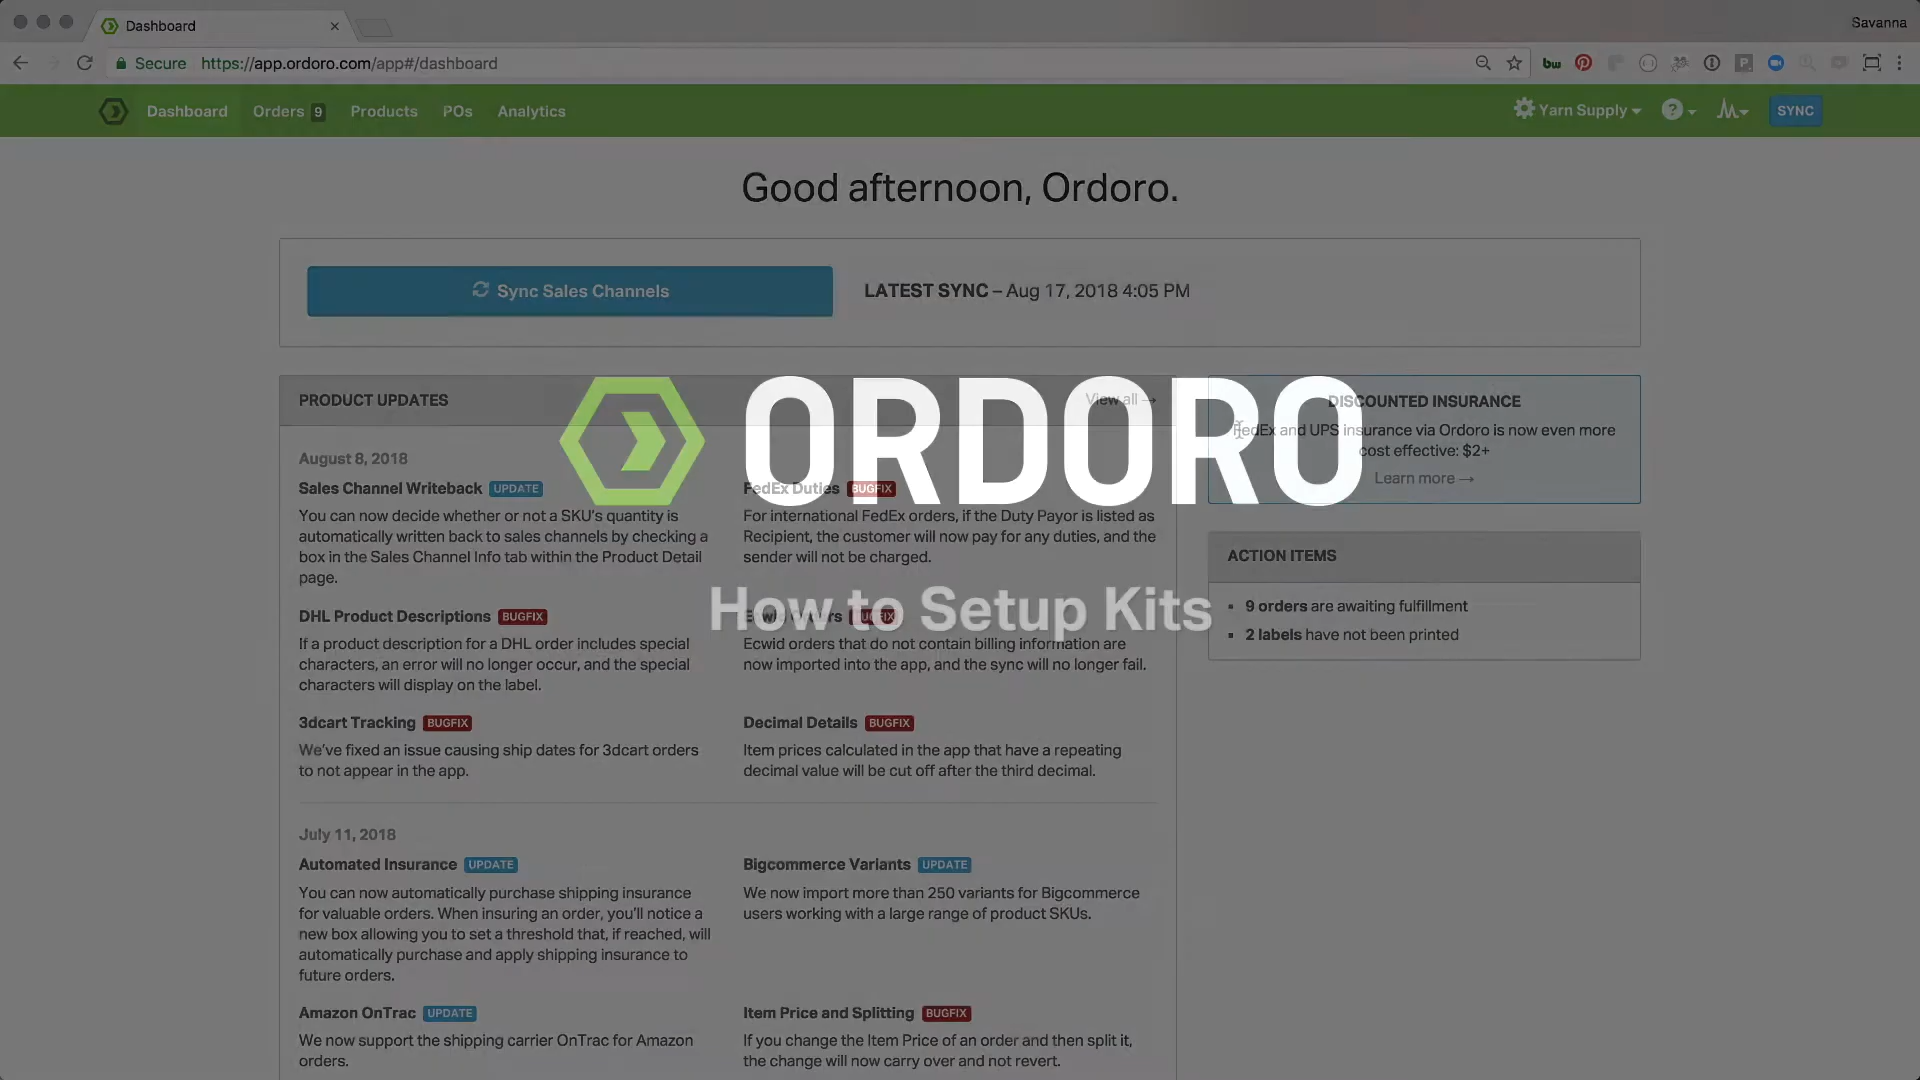 Dashboard
Savanna
Secure https://app.ordoro.com/app#/dashboard
Dashboard Orders 9 Products POs Analytics Yarn Supply SYNC
Good afternoon, Ordoro.
Sync Sales Channels
LATEST SYNC – Aug 17, 2018 4:05 PM
ORDORO
How to Setup Kits
PRODUCT UPDATES
View all →
August 8, 2018
Sales Channel Writeback UPDATE
You can now decide whether or not a SKU's quantity is
automatically written back to sales channels by checking a
box in the Sales Channel Info tab within the Product Detail
page.
FedEx Duties BUGFIX
For international FedEx orders, if the Duty Payor is listed as
Recipient, the customer will now pay for any duties, and the
sender will not be charged.
DHL Product Descriptions BUGFIX
If a product description for a DHL order includes special
characters, an error will no longer occur, and the special
characters will display on the label.
Ecwid Orders BUGFIX
Ecwid orders that do not contain billing information are
now imported into the app, and the sync will no longer fail.
3dcart Tracking BUGFIX
We've fixed an issue causing ship dates for 3dcart orders
to not appear in the app.
Decimal Details BUGFIX
Item prices calculated in the app that have a repeating
decimal value will be cut off after the third decimal.
July 11, 2018
Automated Insurance UPDATE
You can now automatically purchase shipping insurance
for valuable orders. When insuring an order, you'll notice a
new box allowing you to set a threshold that, if reached, will
automatically purchase and apply shipping insurance to
future orders.
Bigcommerce Variants UPDATE
We now import more than 250 variants for Bigcommerce
users working with a large range of product SKUs.
Amazon OnTrac UPDATE
We now support the shipping carrier OnTrac for Amazon
orders.
Item Price and Splitting BUGFIX
If you change the Item Price of an order and then split it,
the change will now carry over and not revert.
DISCOUNTED INSURANCE
FedEx and UPS insurance via Ordoro is now even more
cost effective: $2+
Learn more →
ACTION ITEMS
9 orders are awaiting fulfillment
2 labels have not been printed